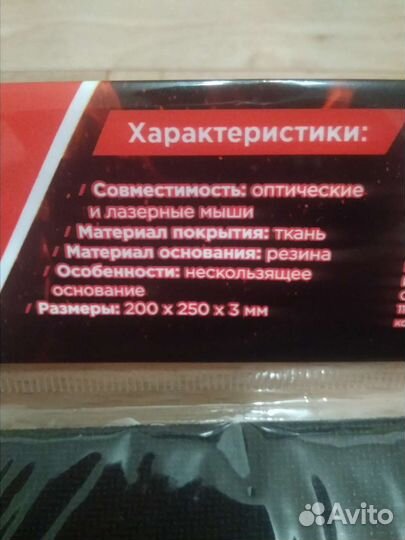 Характеристики:
/ Совместимость: оптические
и лазерные мыши
/ Материал покрытия: ткань
/ Материал основания: резина
/ Особенности: нескользящее
основание
/ Размеры: 200 х 250 х 3 мм
Avito